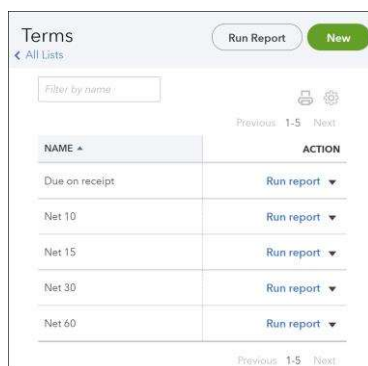 Terms
Run Report
New
All Lists
Filter by name
Previous 1-5 Next
NAME
ACTION
Due on receipt
Run report
Net 10
Run report
Net 15
Run report
Net 30
Run report
Net 60
Run report
Previous 1-5 Next